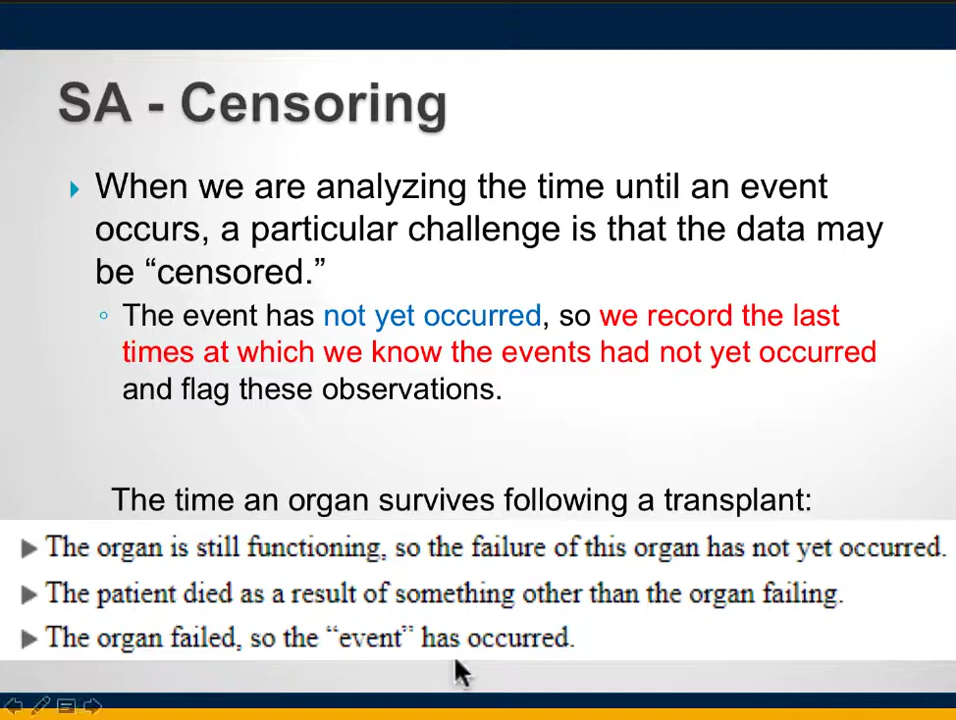 SA - Censoring
When we are analyzing the time until an event
occurs, a particular challenge is that the data may
be “censored.”
The event has not yet occurred, so we record the last
times at which we know the events had not yet occurred
and flag these observations.
The time an organ survives following a transplant:
The organ is still functioning, so the failure of this organ has not yet occurred.
The patient died as a result of something other than the organ failing.
The organ failed, so the “event” has occurred.